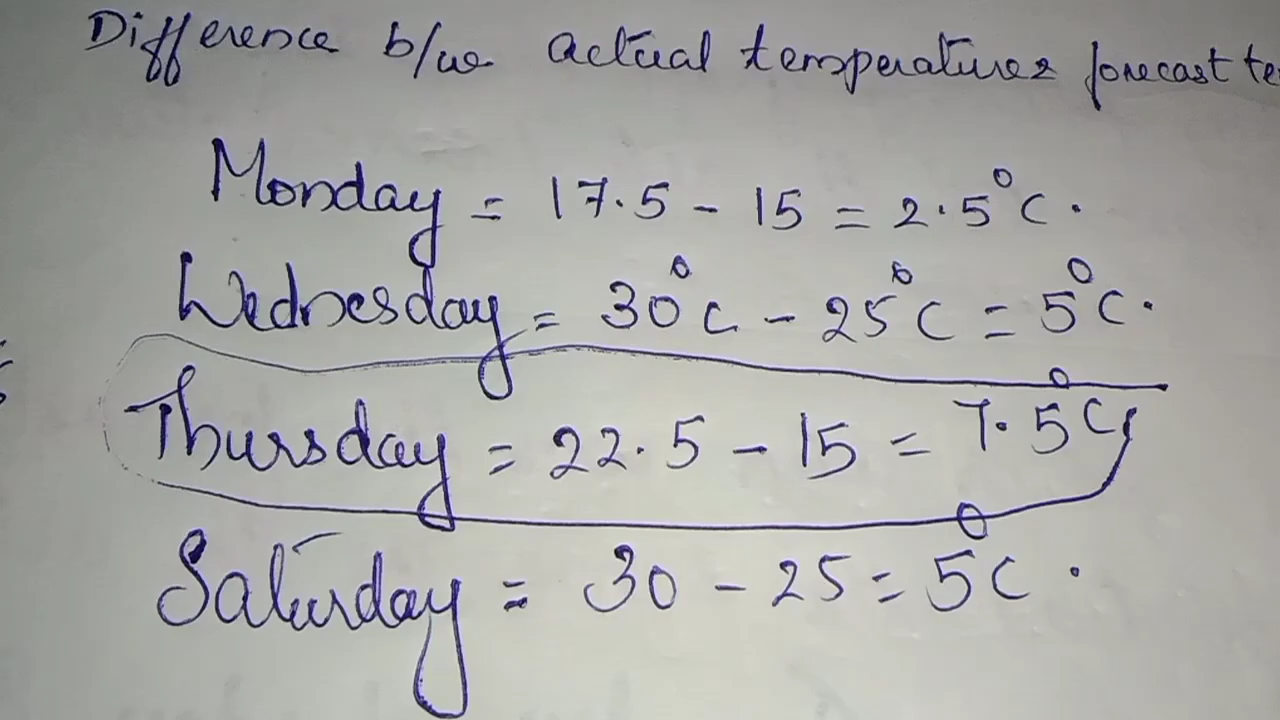 Difference b/w actual temperature & forecast te
Monday = 17.5 - 15 = 2.5°C.
Wednesday = 30°C - 25°C = 5°C.
Thursday = 22.5 - 15 = 7.5°C
Saturday = 30 - 25 = 5°C.